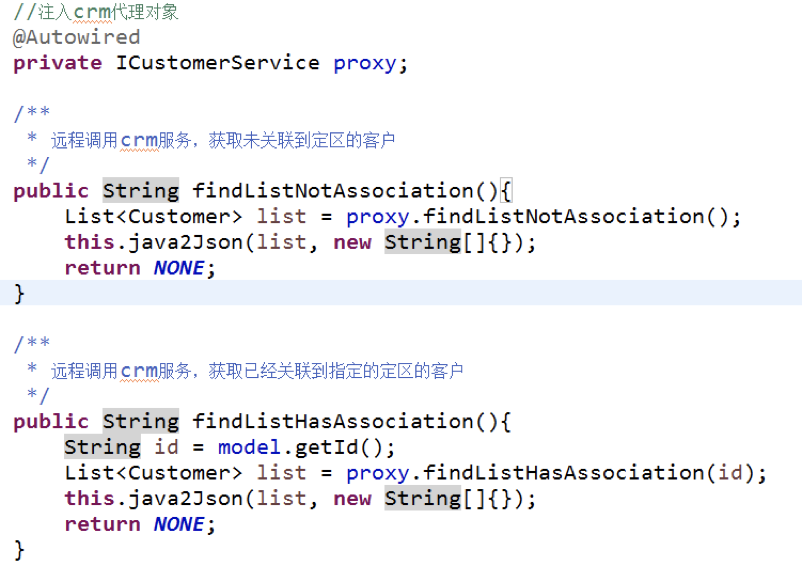 //注入crm代理对象
@Autowired
private ICustomerService proxy;
/**
 * 远程调用crm服务，获取未关联到定区的客户
 */
public String findListNotAssociation(){
    List<Customer> list = proxy.findListNotAssociation();
    this.java2Json(list, new String[]{});
    return NONE;
}
/**
 * 远程调用crm服务，获取已经关联到指定的定区的客户
 */
public String findListHasAssociation(){
    String id = model.getId();
    List<Customer> list = proxy.findListHasAssociation(id);
    this.java2Json(list, new String[]{});
    return NONE;
}